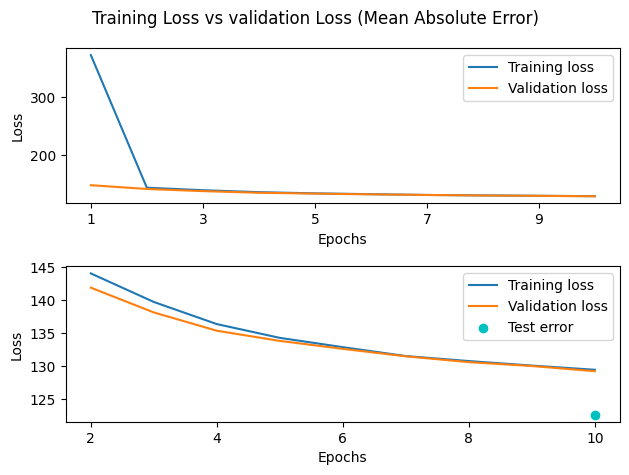 Training Loss vs validation Loss (Mean Absolute Error)
Training loss
Validation loss
300
200
Loss
1 3 5 7 9
Epochs
Training loss
Validation loss
Test error
145
140
135
130
125
Loss
2 4 6 8 10
Epochs